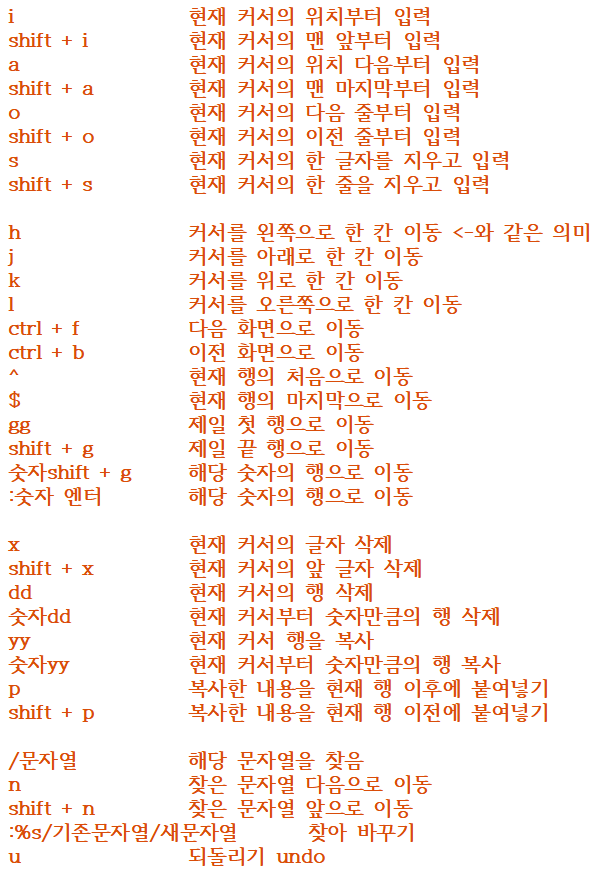 i 현재 커서의 위치부터 입력
shift + i 현재 커서의 맨 앞부터 입력
a 현재 커서의 위치 다음부터 입력
shift + a 현재 커서의 맨 마지막부터 입력
o 현재 커서의 다음 줄부터 입력
shift + o 현재 커서의 이전 줄부터 입력
s 현재 커서의 한 글자를 지우고 입력
shift + s 현재 커서의 한 줄을 지우고 입력
h 커서를 왼쪽으로 한 칸 이동 <-와 같은 의미
j 커서를 아래로 한 칸 이동
k 커서를 위로 한 칸 이동
l 커서를 오른쪽으로 한 칸 이동
ctrl + f 다음 화면으로 이동
ctrl + b 이전 화면으로 이동
^ 현재 행의 처음으로 이동
$ 현재 행의 마지막으로 이동
gg 제일 첫 행으로 이동
shift + g 제일 끝 행으로 이동
숫자shift + g 해당 숫자의 행으로 이동
:숫자 엔터 해당 숫자의 행으로 이동
x 현재 커서의 글자 삭제
shift + x 현재 커서의 앞 글자 삭제
dd 현재 커서의 행 삭제
숫자dd 현재 커서부터 숫자만큼의 행 삭제
yy 현재 커서 행을 복사
숫자yy 현재 커서부터 숫자만큼의 행 복사
p 복사한 내용을 현재 행 이후에 붙여넣기
shift + p 복사한 내용을 현재 행 이전에 붙여넣기
/문자열 해당 문자열을 찾음
n 찾은 문자열 다음으로 이동
shift + n 찾은 문자열 앞으로 이동
:%s/기존문자열/새문자열 찾아 바꾸기
u 되돌리기 undo